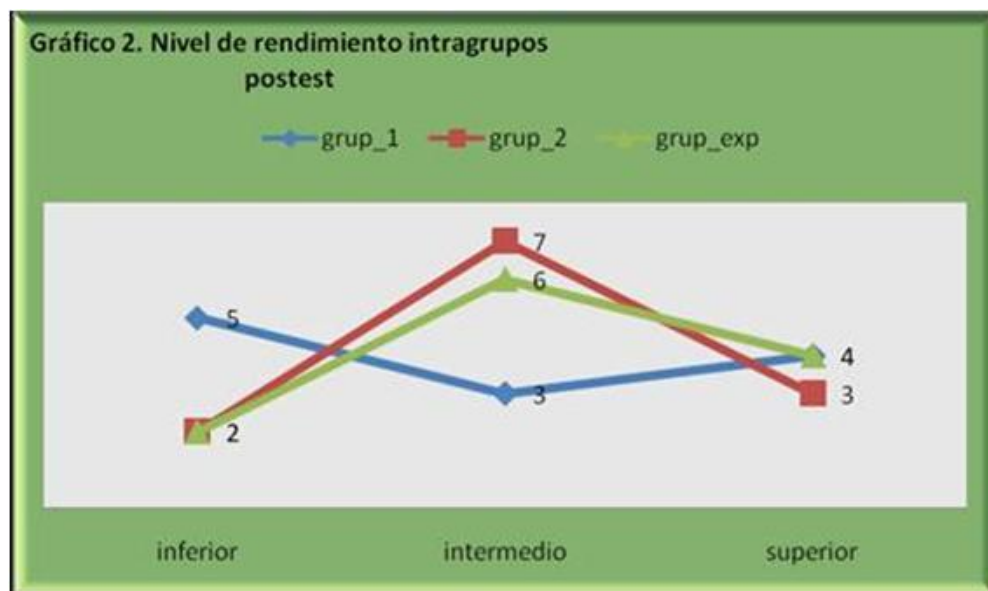 Gráfico 2. Nivel de rendimiento intragrupos
postest
grup_1 grup_2 grup_exp
7
6
5
4
3 3
2
inferior intermedio superior